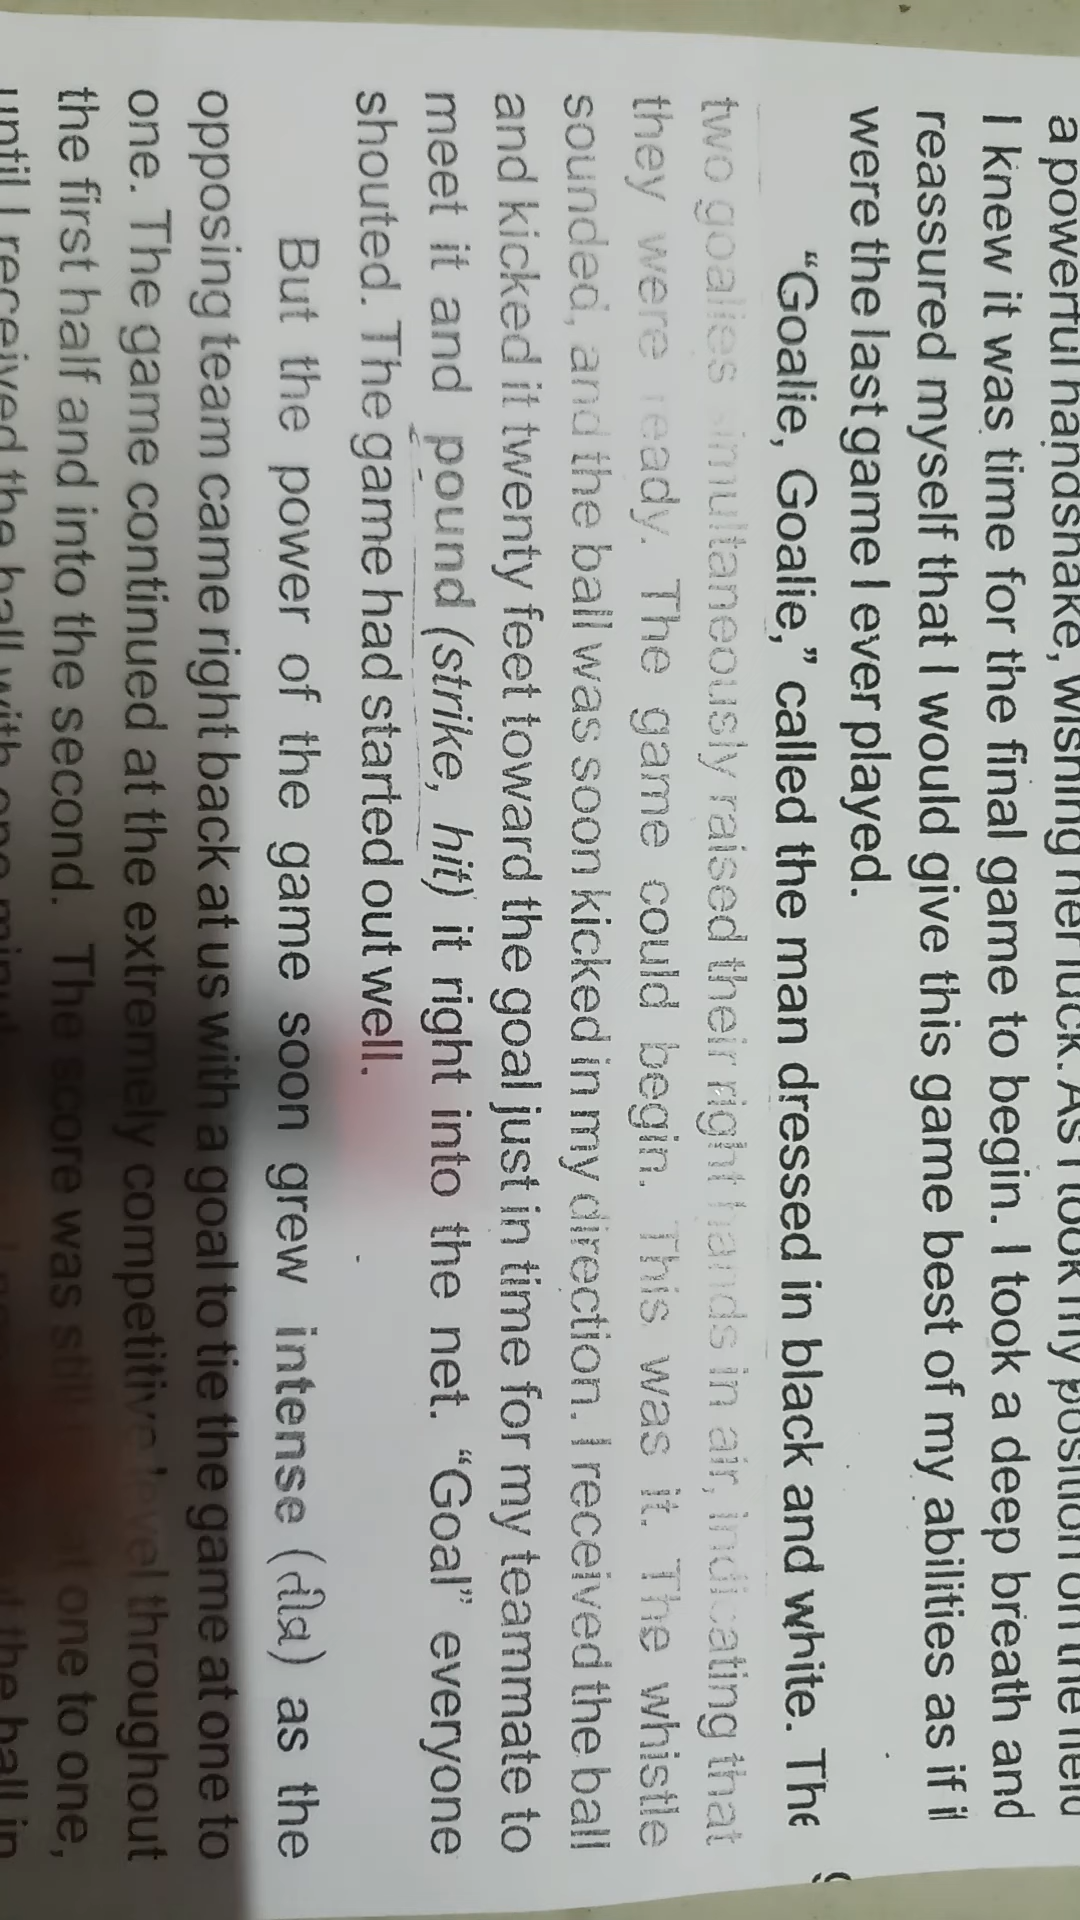 a powerful handshake, wishing her luck. As I took my position on the field
I knew it was time for the final game to begin. I took a deep breath and
reassured myself that I would give this game best of my abilities as if it
were the last game I ever played.
“Goalie, Goalie,” called the man dressed in black and white. The
two goalies simultaneously raised their right hands in air, indicating that
they were ready. The game could begin. This was it. The whistle
sounded, and the ball was soon kicked in my direction. I received the ball
and kicked it twenty feet toward the goal just in time for my teammate to
meet it and pound (strike, hit) it right into the net. “Goal” everyone
shouted. The game had started out well.
But the power of the game soon grew intense (તીવ્ર) as the
opposing team came right back at us with a goal to tie the game at one to
one. The game continued at the extremely competitive level throughout
the first half and into the second. The score was still one to one,
until I received the ball with one the ball in